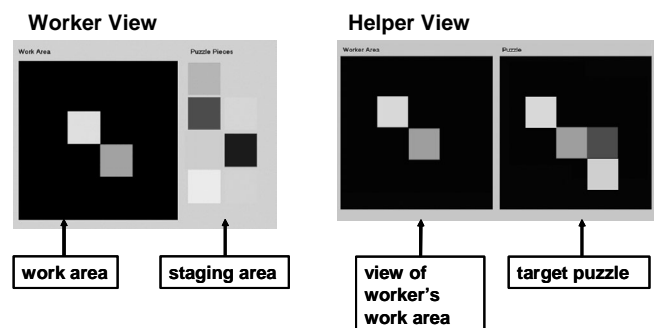 Worker View
Helper View
Work Area
Puzzle Pieces
Worker Area
Puzzle
work area
staging area
view of
worker's
work area
target puzzle